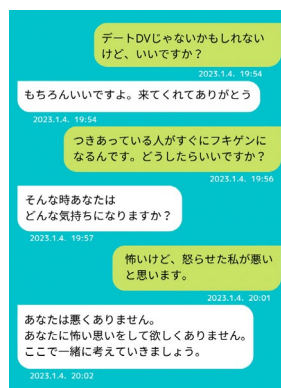 デートDVじゃないかもしれない
けど、いいですか？
2023.1.4. 19:54
もちろんいいですよ。来てくれてありがとう
2023.1.4. 19:54
つきあっている人がすぐにフキゲンに
なるんです。どうしたらいいですか？
2023.1.4. 19:56
そんな時あなたは
どんな気持ちになりますか？
2023.1.4. 19:57
怖いけど、怒らせた私が悪い
と思います。
2023.1.4. 20:01
あなたは悪くありません。
あなたに怖い思いをして欲しくありません。
ここで一緒に考えていきましょう。
2023.1.4. 20:02